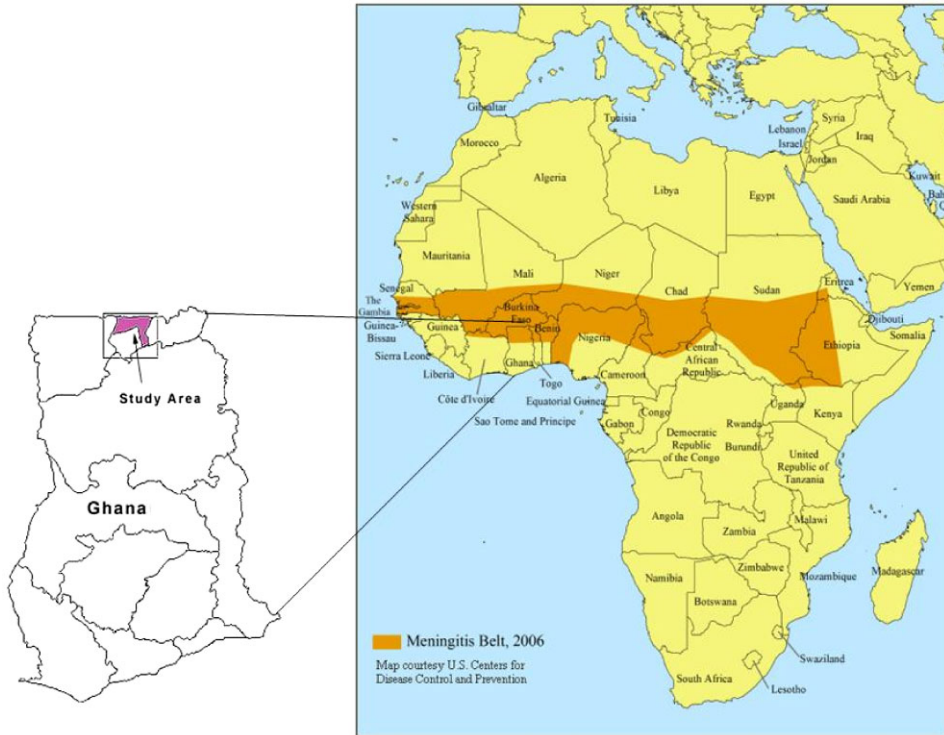 Gibraltar
Tunisia
Morocco
Lebanon
Syria
Israel
Iraq
Jordan
Kuwait
Algeria
Libya
Egypt
Saudi Arabia
Western
Sahara
Mauritania
Mali
Niger
Chad
Sudan
Eritrea
Yemen
Senegal
The
Gambia
Guinea-
Bissau
Guinea
Burkina
Faso
Benin
Nigeria
Djibouti
Somalia
Ethiopia
Sierra Leone
Liberia
Ghana
Central
African
Republic
Cameroon
Togo
Côte d'Ivoire
Equatorial Guinea
Sao Tome and Principe
Gabon
Congo
Uganda
Kenya
Rwanda
Burundi
Democratic
Republic
of the Congo
United
Republic of
Tanzania
Angola
Zambia
Malawi
Zimbabwe
Mozambique
Madagascar
Namibia
Botswana
Swaziland
South Africa
Lesotho
Study Area
Ghana
Meningitis Belt, 2006
Map courtesy U.S. Centers for
Disease Control and Prevention